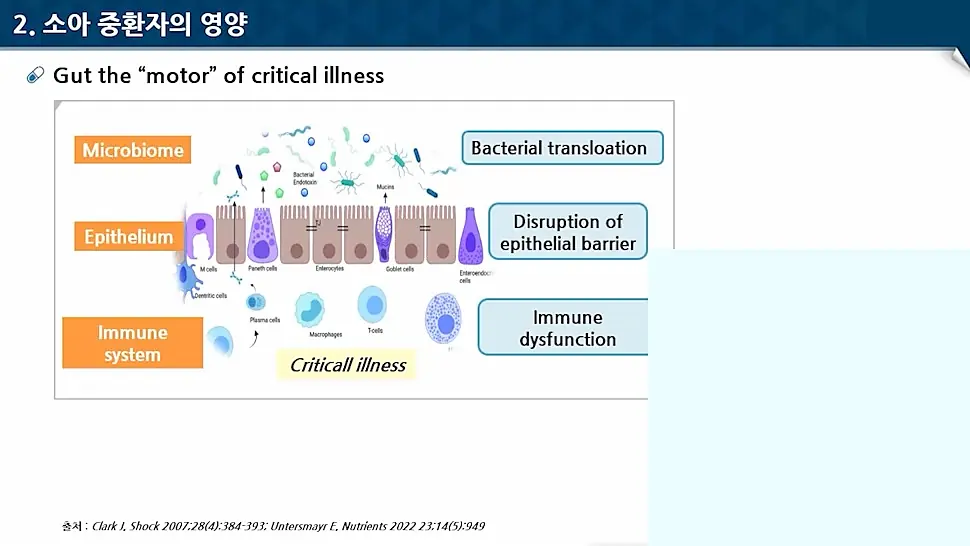 2. 소아 중환자의 영양
Gut the “motor” of critical illness
Microbiome
Bacterial transloation
Bacterial
Endotoxin
Mucins
Epithelium
Disruption of
epithelial barrier
M cells
Paneth cells
Enterocytes
Goblet cells
Enteroendocr
cells
Dentritic cells
Plasma cells
Macrophages
T-cells
Immune
system
Immune
dysfunction
Criticall illness
출처 : Clark J, Shock 2007;28(4):384-393; Untersmayr E, Nutrients 2022 23;14(5):949